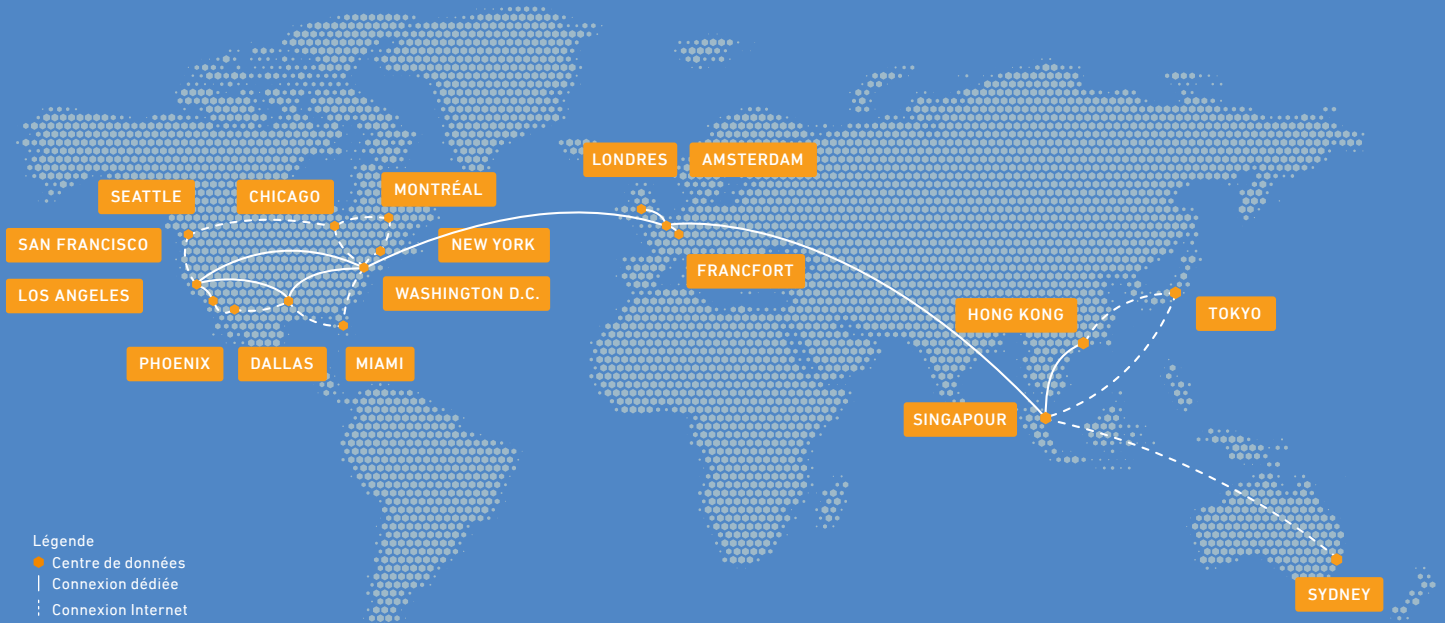 LONDRES
AMSTERDAM
SEATTLE
CHICAGO
MONTRÉAL
SAN FRANCISCO
NEW YORK
FRANCFORT
LOS ANGELES
WASHINGTON D.C.
HONG KONG
TOKYO
PHOENIX
DALLAS
MIAMI
SINGAPOUR
Légende
Centre de données
Connexion dédiée
Connexion Internet
SYDNEY